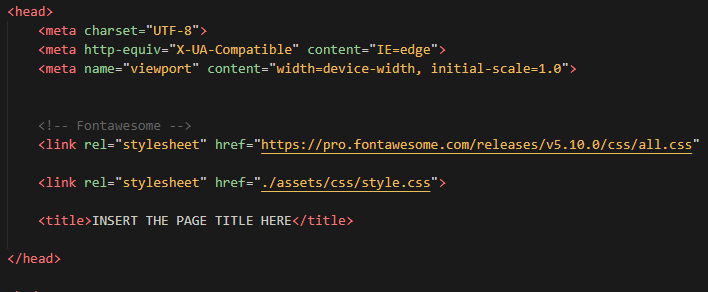 <head>
<meta charset="UTF-8">
<meta http-equiv="X-UA-Compatible" content="IE=edge">
<meta name="viewport" content="width=device-width, initial-scale=1.0">
<!-- Fontawesome -->
<link rel="stylesheet" href="https://pro.fontawesome.com/releases/v5.10.0/css/all.css"
<link rel="stylesheet" href="./assets/css/style.css">
<title>INSERT THE PAGE TITLE HERE</title>
</head>